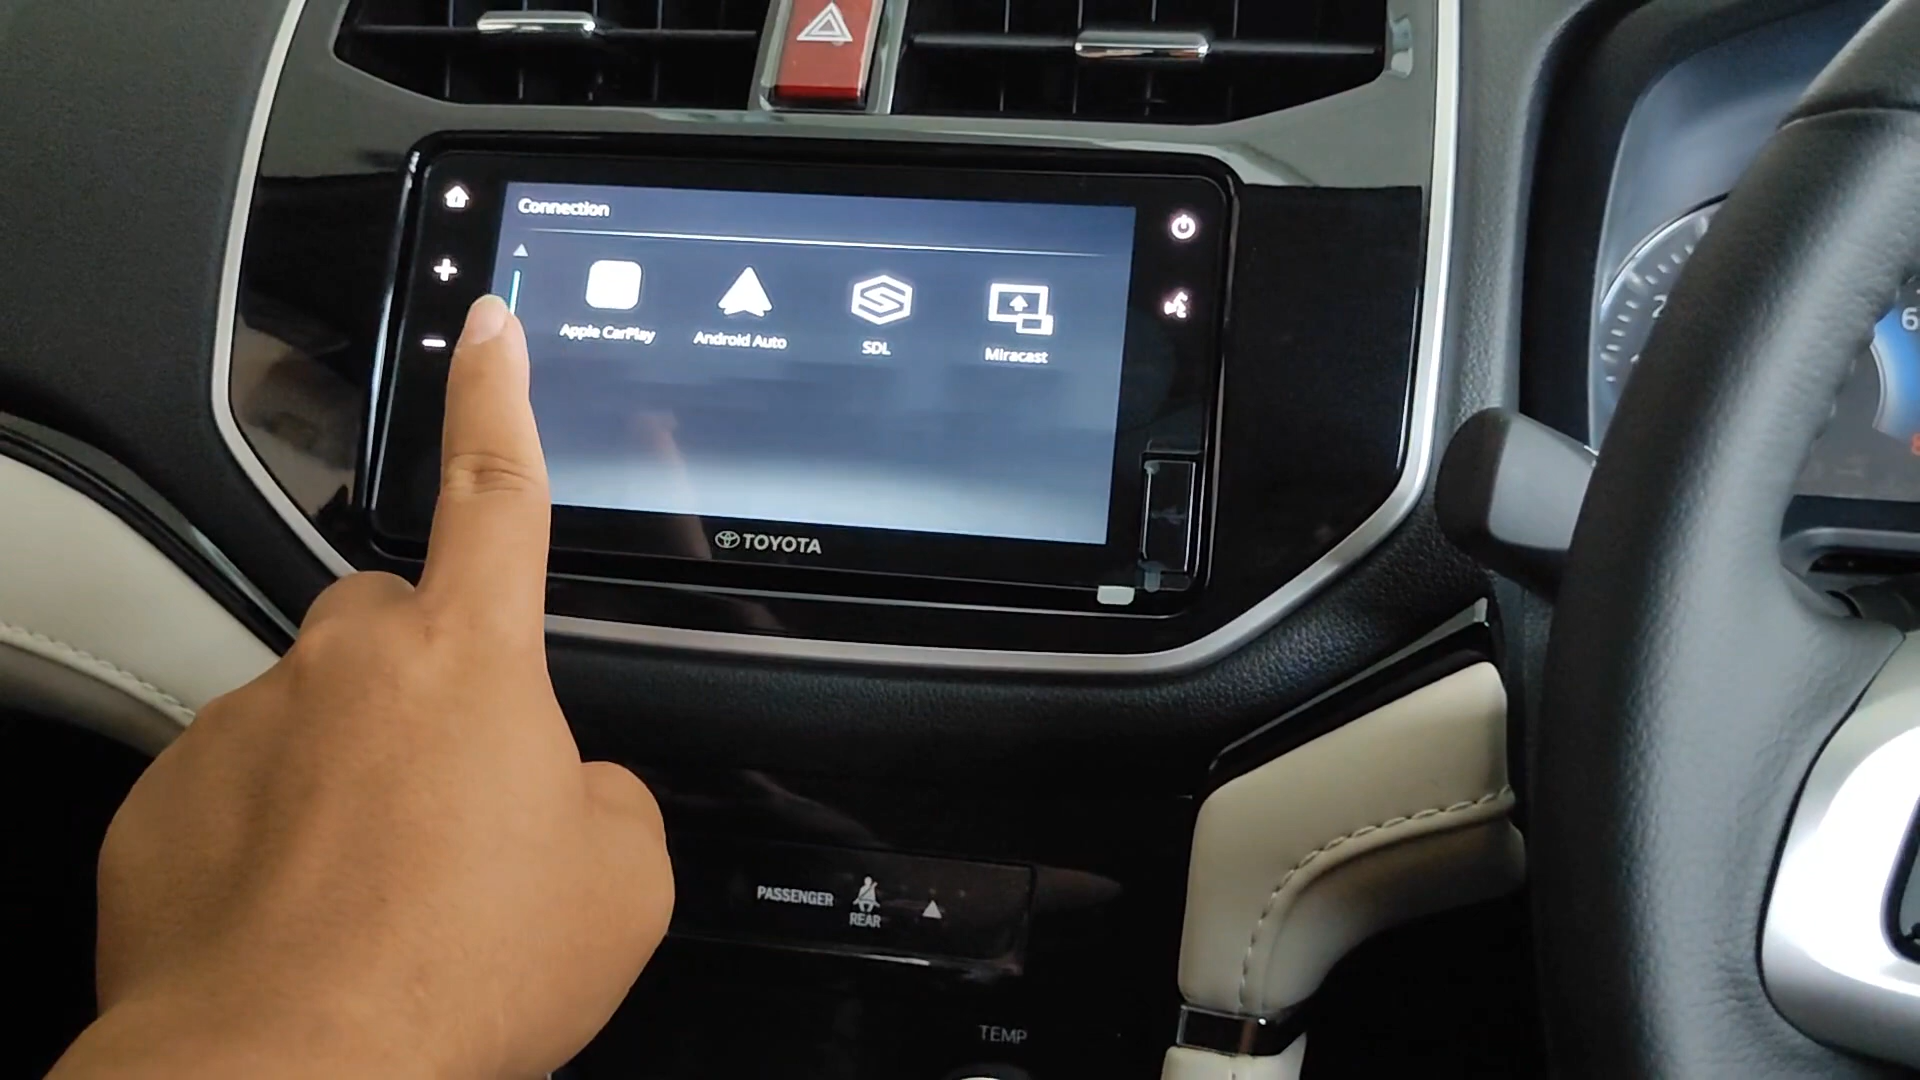 Connection
Apple CarPlay
Android Auto
SDL
Miracast
TOYOTA
PASSENGER
REAR
TEMP